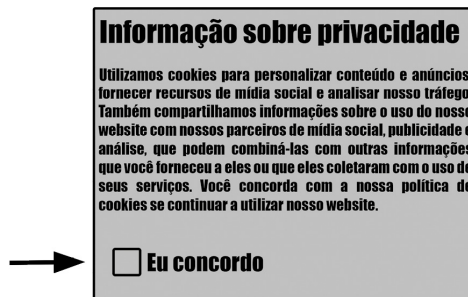 Informação sobre privacidade
Utilizamos cookies para personalizar conteúdo e anúncios,
fornecer recursos de mídia social e analisar nosso tráfego.
Também compartilhamos informações sobre o uso do nosso
website com nossos parceiros de mídia social, publicidade e
análise, que podem combiná-las com outras informações
que você forneceu a eles ou que eles coletaram com o uso de
seus serviços. Você concorda com a nossa política de
cookies se continuar a utilizar nosso website.
Eu concordo